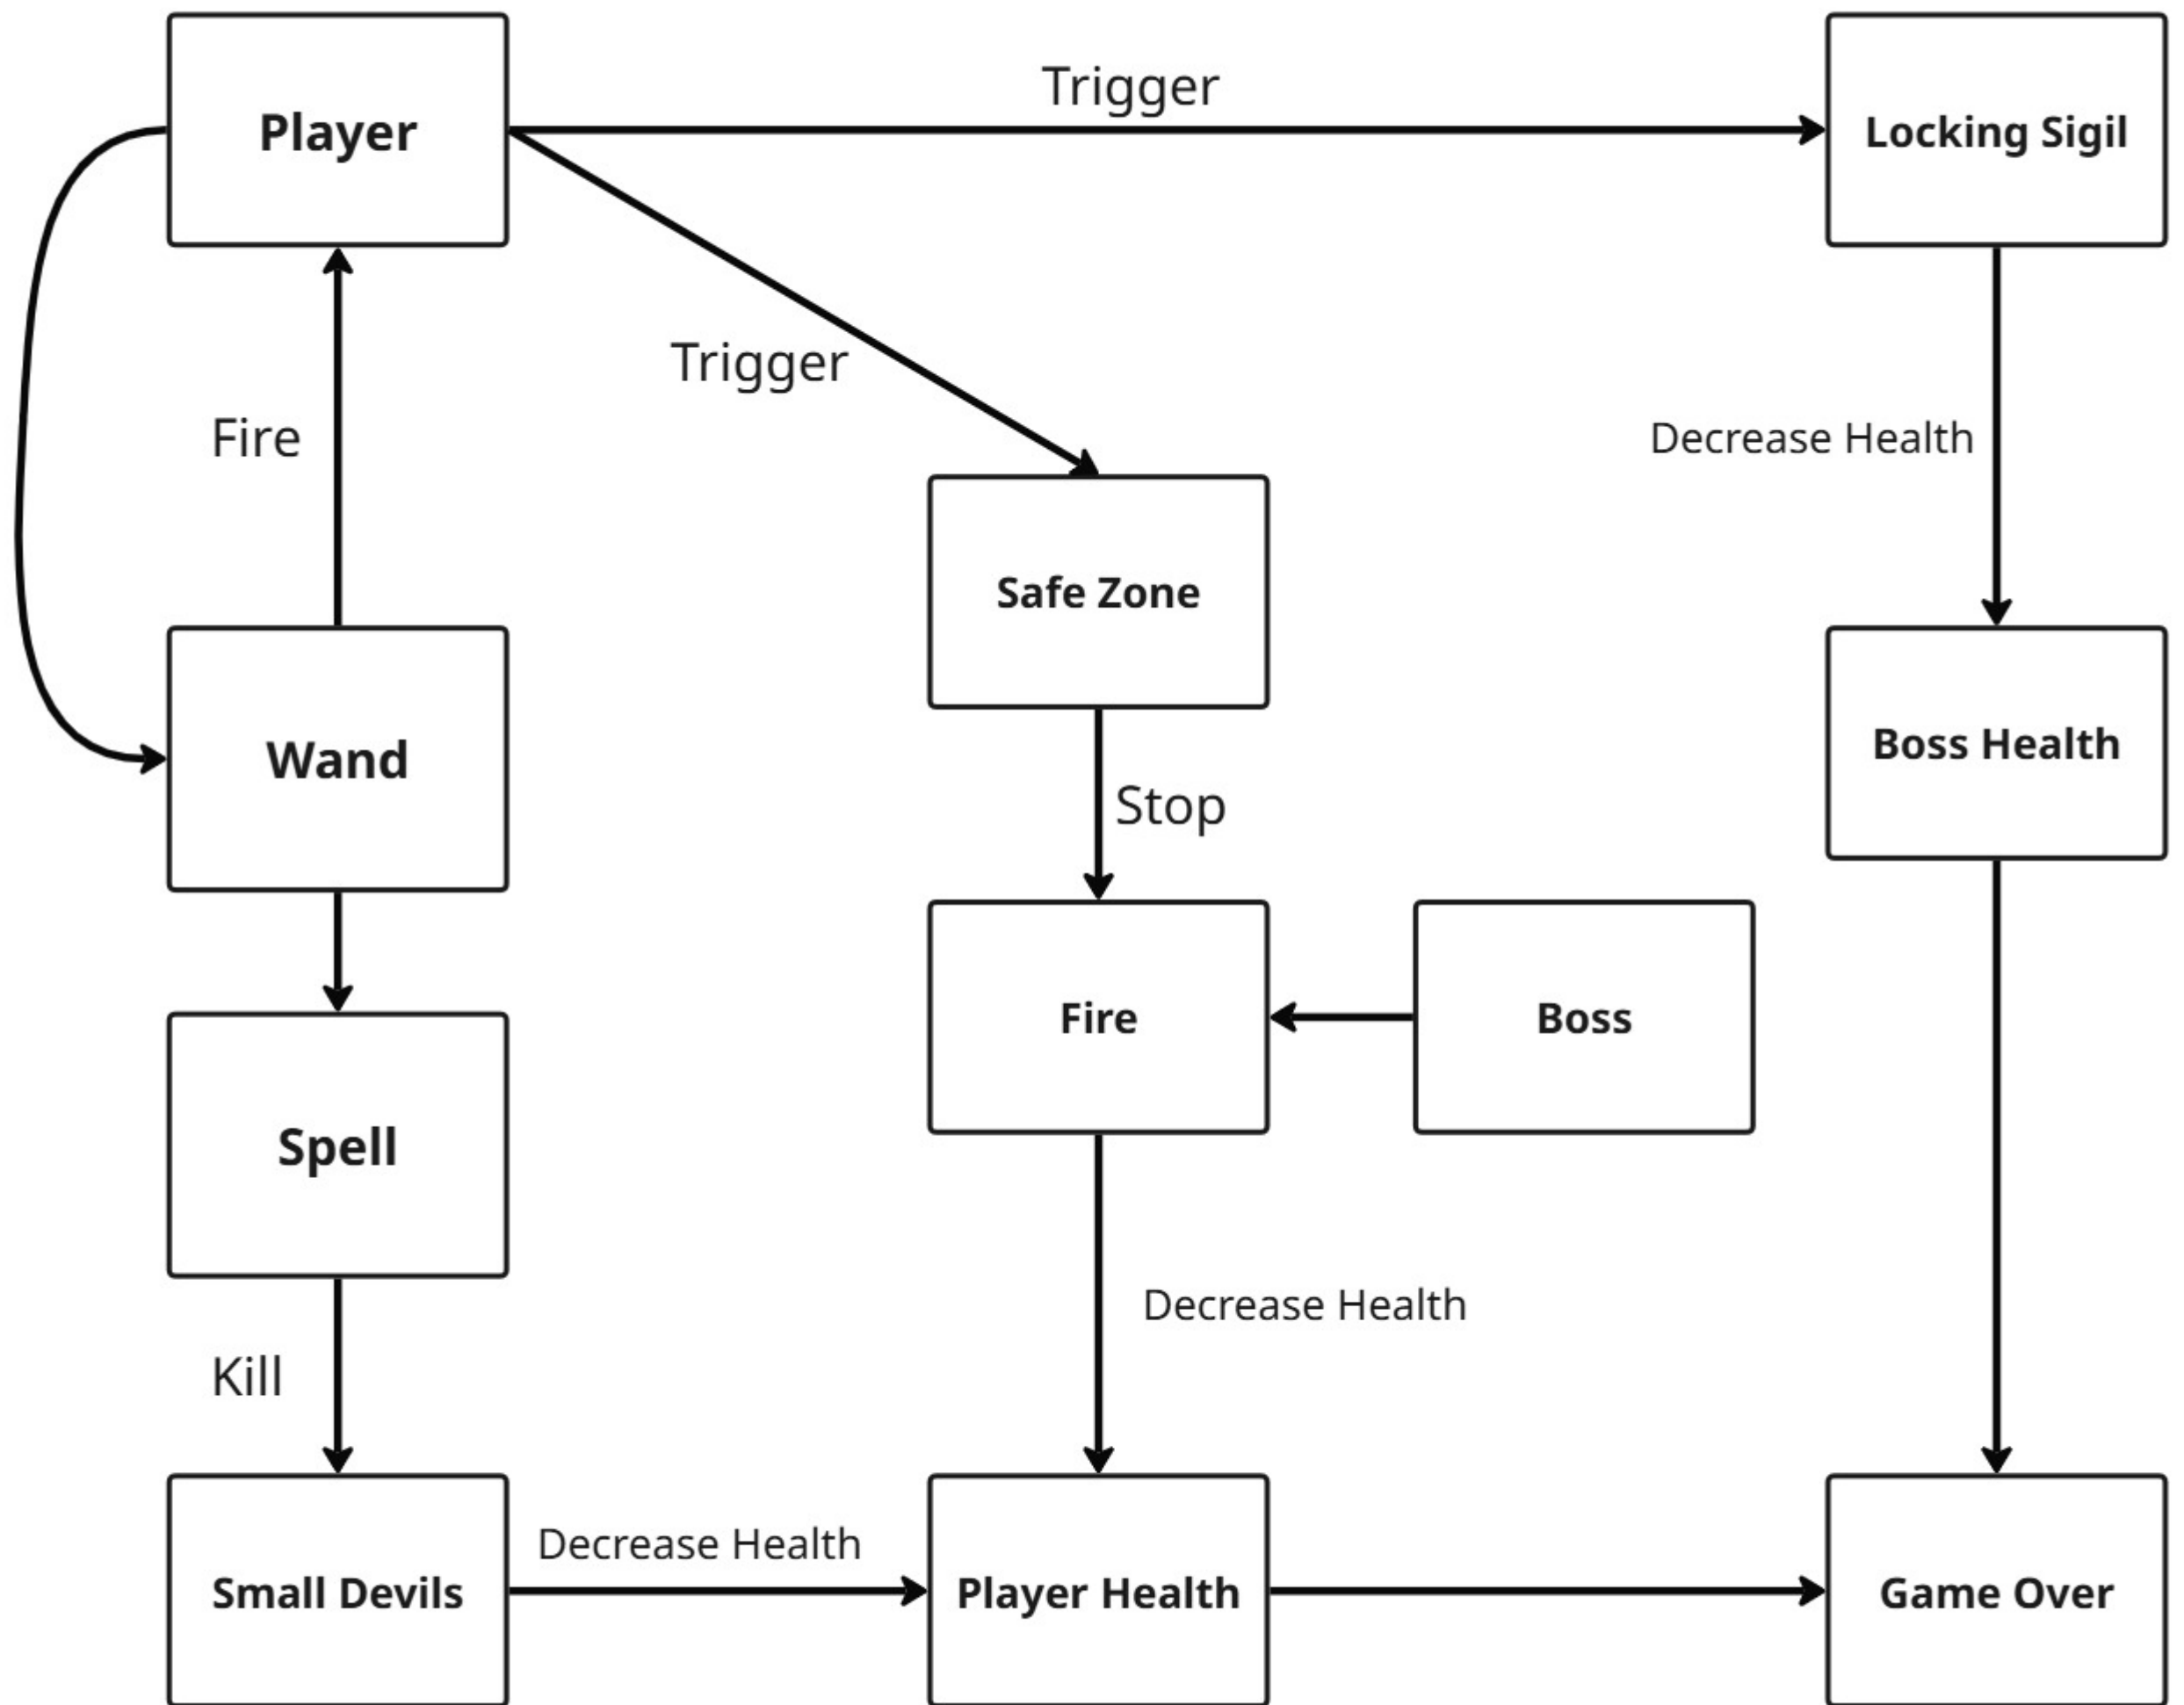 Player
Trigger
Locking Sigil
Trigger
Fire
Decrease Health
Safe Zone
Wand
Boss Health
Stop
Fire
Boss
Spell
Decrease Health
Kill
Small Devils
Decrease Health
Player Health
Game Over